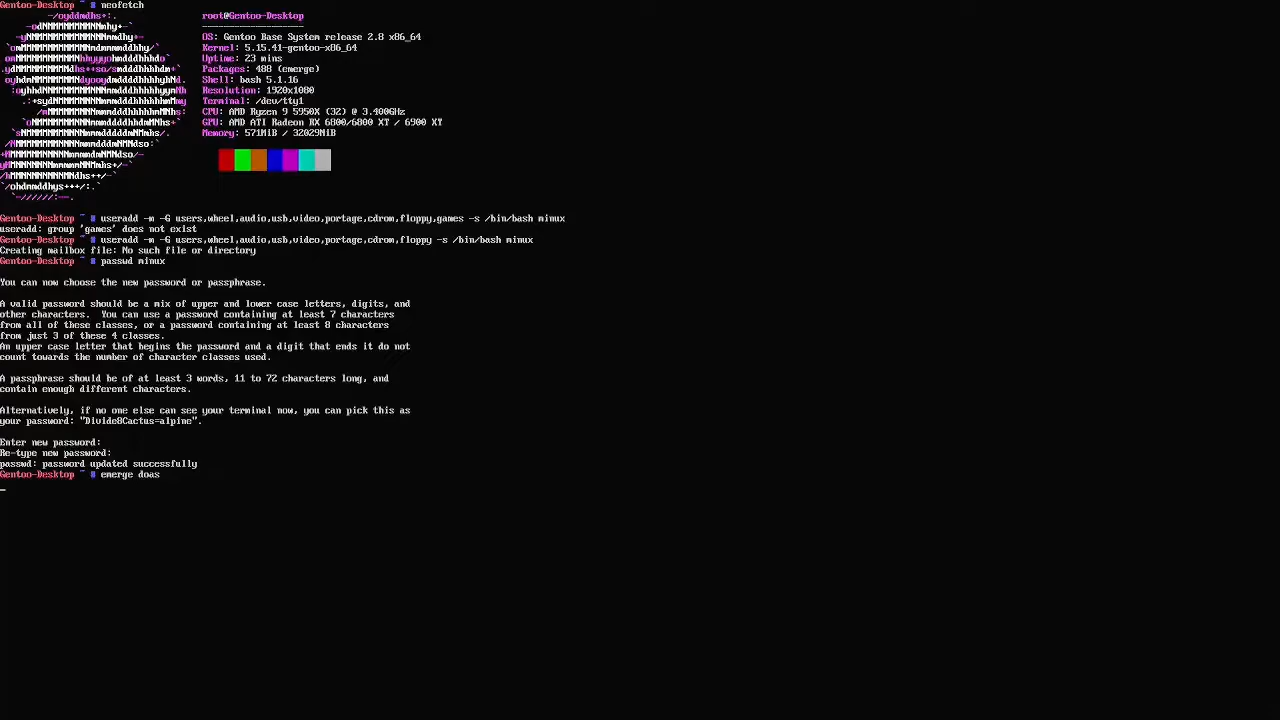 Gentoo-Desktop ~ # neofetch
root@Gentoo-Desktop
OS: Gentoo Base System release 2.8 x86_64
Kernel: 5.15.41-gentoo-x86_64
Uptime: 23 mins
Packages: 488 (emerge)
Shell: bash 5.1.16
Resolution: 1920x1080
Terminal: /dev/tty1
CPU: AMD Ryzen 9 5950X (32) @ 3.400GHz
GPU: AMD ATI Radeon RX 6800/6800 XT / 6900 XT
Memory: 571MiB / 32029MiB
Gentoo-Desktop ~ # useradd -m -G users,wheel,audio,usb,video,portage,cdrom,floppy,games -s /bin/bash minux
useradd: group 'games' does not exist
Gentoo-Desktop ~ # useradd -m -G users,wheel,audio,usb,video,portage,cdrom,floppy -s /bin/bash minux
Creating mailbox file: No such file or directory
Gentoo-Desktop ~ # passwd minux
You can now choose the new password or passphrase.
A valid password should be a mix of upper and lower case letters, digits, and
other characters.  You can use a password containing at least 7 characters
from all of these classes, or a password containing at least 8 characters
from just 3 of these 4 classes.
An upper case letter that begins the password and a digit that ends it do not
count towards the number of character classes used.
A passphrase should be of at least 3 words, 11 to 72 characters long, and
contain enough different characters.
Alternatively, if no one else can see your terminal now, you can pick this as
your password: "Divide8Cactus=alpine".
Enter new password:
Re-type new password:
passwd: password updated successfully
Gentoo-Desktop ~ # emerge doas